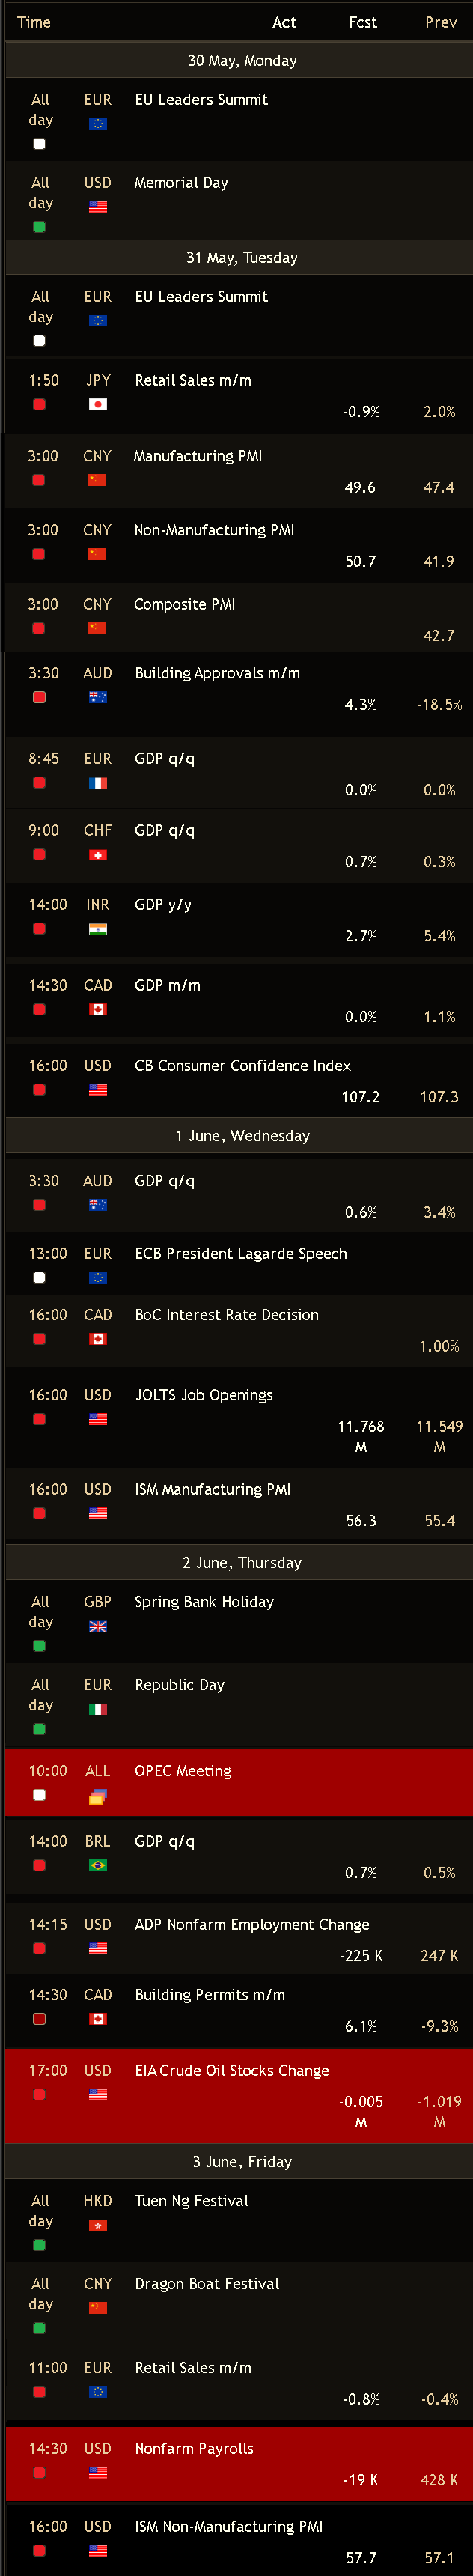 Time Act Fcst Prev
30 May, Monday
All EUR EU Leaders Summit
day
All USD Memorial Day
day
31 May, Tuesday
All EUR EU Leaders Summit
day
1:50 JPY Retail Sales m/m
-0.9% 2.0%
3:00 CNY Manufacturing PMI
49.6 47.4
3:00 CNY Non-Manufacturing PMI
50.7 41.9
3:00 CNY Composite PMI
42.7
3:30 AUD Building Approvals m/m
4.3% -18.5%
8:45 EUR GDP q/q
0.0% 0.0%
9:00 CHF GDP q/q
0.7% 0.3%
14:00 INR GDP y/y
2.7% 5.4%
14:30 CAD GDP m/m
0.0% 1.1%
16:00 USD CB Consumer Confidence Index
107.2 107.3
1 June, Wednesday
3:30 AUD GDP q/q
0.6% 3.4%
13:00 EUR ECB President Lagarde Speech
16:00 CAD BoC Interest Rate Decision
1.00%
16:00 USD JOLTS Job Openings
11.768 11.549
M M
16:00 USD ISM Manufacturing PMI
56.3 55.4
2 June, Thursday
All GBP Spring Bank Holiday
day
All EUR Republic Day
day
10:00 ALL OPEC Meeting
14:00 BRL GDP q/q
0.7% 0.5%
14:15 USD ADP Nonfarm Employment Change
-225 K 247 K
14:30 CAD Building Permits m/m
6.1% -9.3%
17:00 USD EIA Crude Oil Stocks Change
-0.005 -1.019
M M
3 June, Friday
All HKD Tuen Ng Festival
day
All CNY Dragon Boat Festival
day
11:00 EUR Retail Sales m/m
-0.8% -0.4%
14:30 USD Nonfarm Payrolls
-19 K 428 K
16:00 USD ISM Non-Manufacturing PMI
57.7 57.1